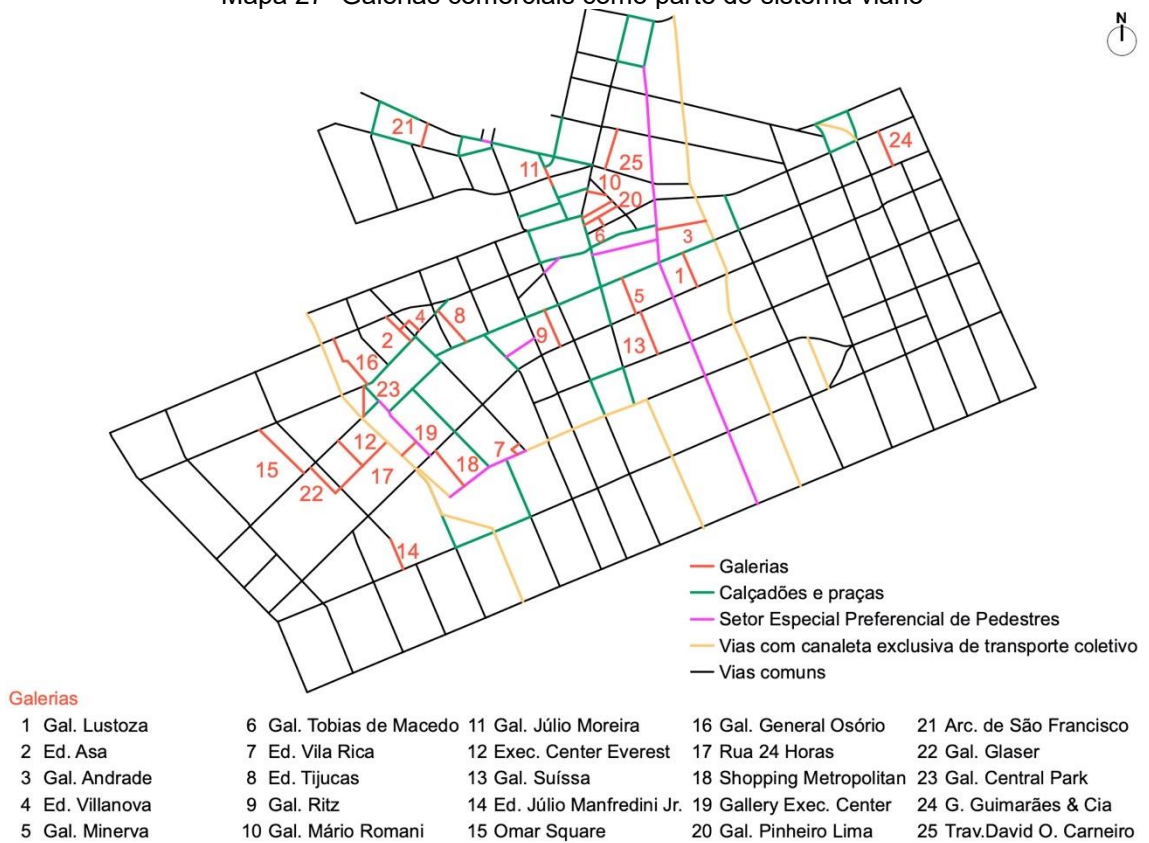 Mapa 27- Galerias comerciais como parte do sistema viário
N
21
24
11
25
10
20
6
3
1
5
4
8
2
9
13
16
23
19
12
7
15
17
18
22
14
Galerias
Calçadões e praças
Setor Especial Preferencial de Pedestres
Vias com canaleta exclusiva de transporte coletivo
Vias comuns
Galerias
1 Gal. Lustoza
2 Ed. Asa
3 Gal. Andrade
4 Ed. Villanova
5 Gal. Minerva
6 Gal. Tobias de Macedo
7 Ed. Vila Rica
8 Ed. Tijucas
9 Gal. Ritz
10 Gal. Mário Romani
11 Gal. Júlio Moreira
12 Exec. Center Everest
13 Gal. Suíssa
14 Ed. Júlio Manfredini Jr.
15 Omar Square
16 Gal. General Osório
17 Rua 24 Horas
18 Shopping Metropolitan
19 Gallery Exec. Center
20 Gal. Pinheiro Lima
21 Arc. de São Francisco
22 Gal. Glaser
23 Gal. Central Park
24 G. Guimarães & Cia
25 Trav.David O. Carneiro